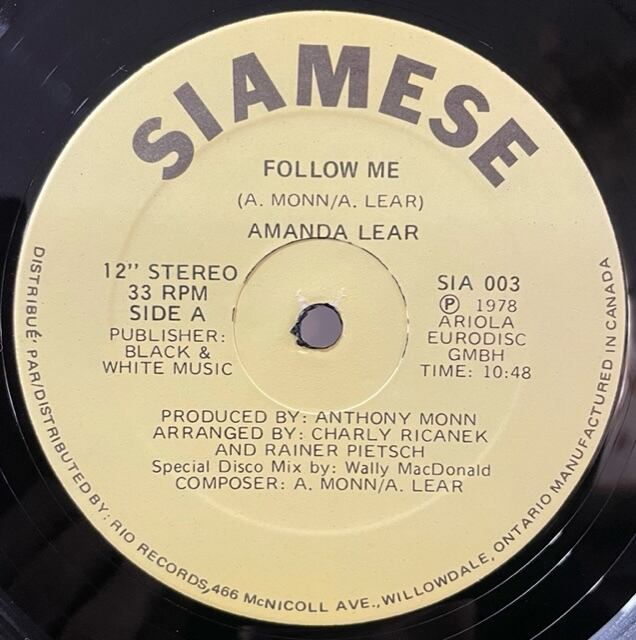 SIAMESE
FOLLOW ME
(A. MONN/A. LEAR)
AMANDA LEAR
12" STEREO
33 RPM
SIDE A
PUBLISHER:
BLACK &
WHITE MUSIC
SIA 003
Ⓟ 1978
ARIOLA
EURODISC
GMBH
TIME: 10:48
PRODUCED BY: ANTHONY MONN
ARRANGED BY: CHARLY RICANEK
AND RAINER PIETSCH
Special Disco Mix by: Wally MacDonald
COMPOSER: A. MONN/A. LEAR
DISTRIBUÉ PAR/DISTRIBUTED BY: RIO RECORDS, 466 McNICOLL AVE., WILLOWDALE, ONTARIO MANUFACTURED IN CANADA